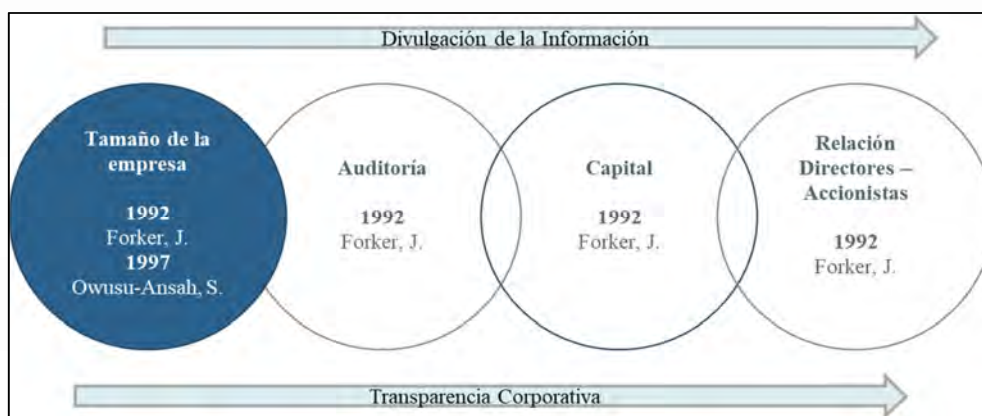 Divulgación de la Información
Tamaño de la
empresa
1992
Forker, J.
1997
Owusu-Ansah, S.
Auditoría
1992
Forker, J.
Capital
1992
Forker, J.
Relación
Directores –
Accionistas
1992
Forker, J.
Transparencia Corporativa